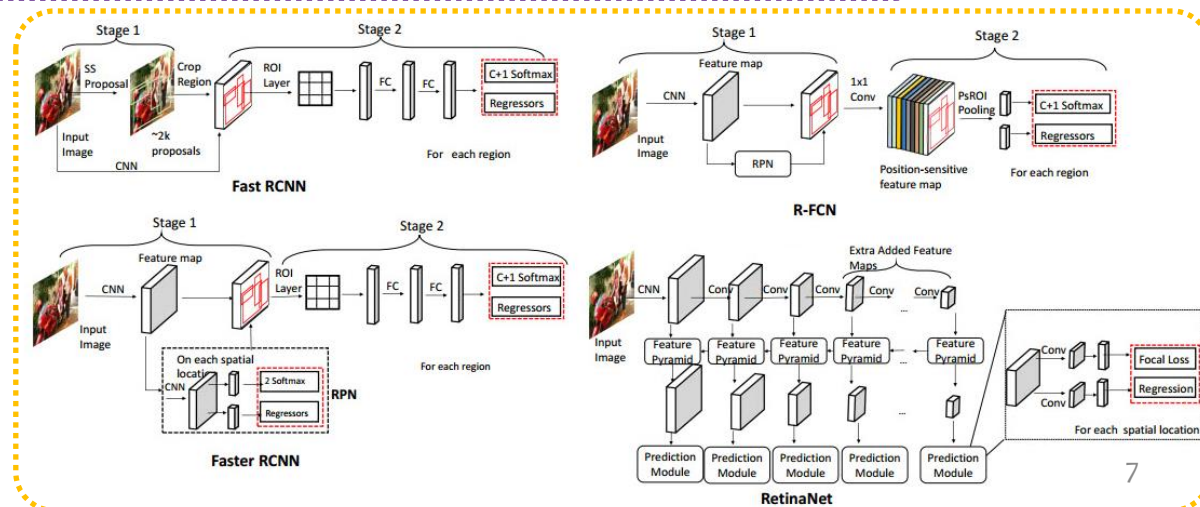 Stage 1
Stage 2
SS
Proposal
Crop
Region
ROI
Layer
FC
FC
C+1 Softmax
Regressors
Input
Image
~2k
proposals
CNN
For each region
Fast RCNN
Stage 1
Stage 2
Feature map
CNN
1x1
Conv
PsROI
Pooling
C+1 Softmax
Regressors
Input
Image
RPN
Position-sensitive
feature map
For each region
R-FCN
Stage 1
Stage 2
Feature map
CNN
ROI
Layer
FC
FC
C+1 Softmax
Regressors
Input
Image
On each spatial
location
CNN
2 Softmax
Regressors
RPN
For each region
Faster RCNN
Extra Added Feature
Maps
CNN
Conv
Conv
Conv
Conv
Conv
...
Input
Image
Feature
Pyramid
Feature
Pyramid
Feature
Pyramid
Feature
Pyramid
...
Feature
Pyramid
...
Conv
Conv
Focal Loss
Regression
For each spatial location
Prediction
Module
Prediction
Module
Prediction
Module
Prediction
Module
Prediction
Module
RetinaNet
7